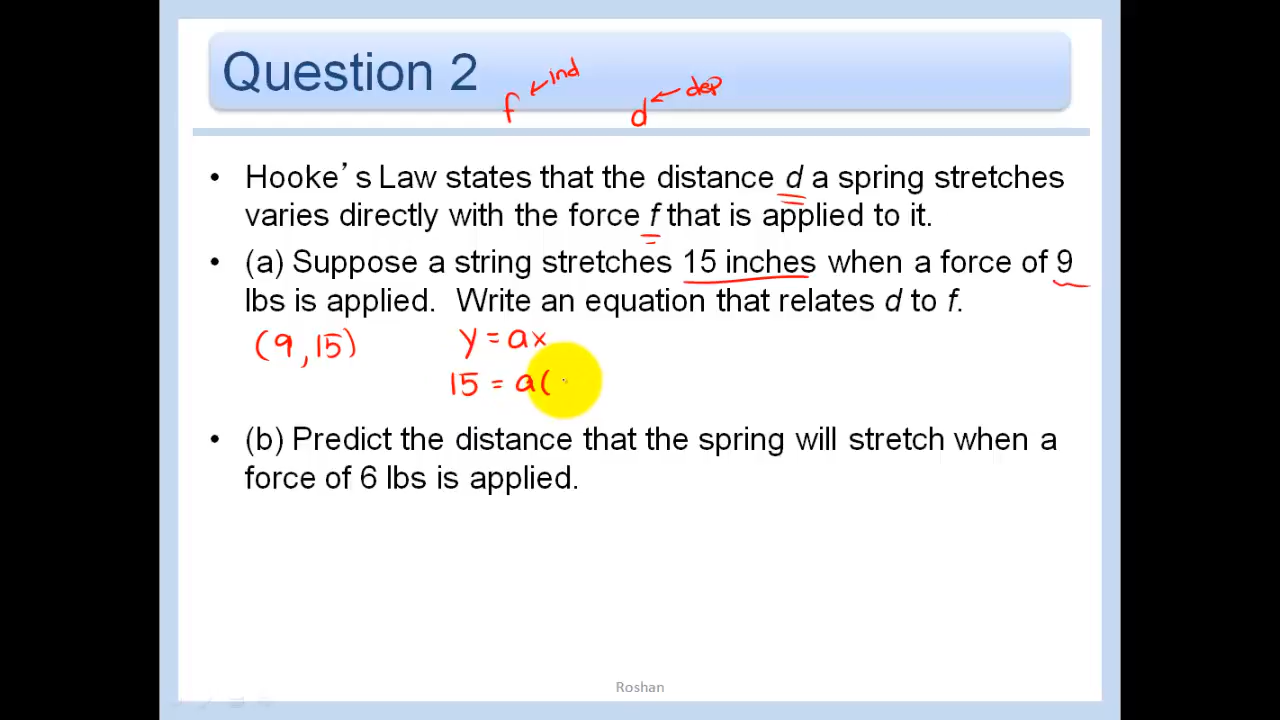 Question 2
f ← ind
d ← dep
• Hooke’s Law states that the distance d a spring stretches
varies directly with the force f that is applied to it.
• (a) Suppose a string stretches 15 inches when a force of 9
lbs is applied. Write an equation that relates d to f.
(9, 15)
y = ax
15 = a(
• (b) Predict the distance that the spring will stretch when a
force of 6 lbs is applied.
Roshan